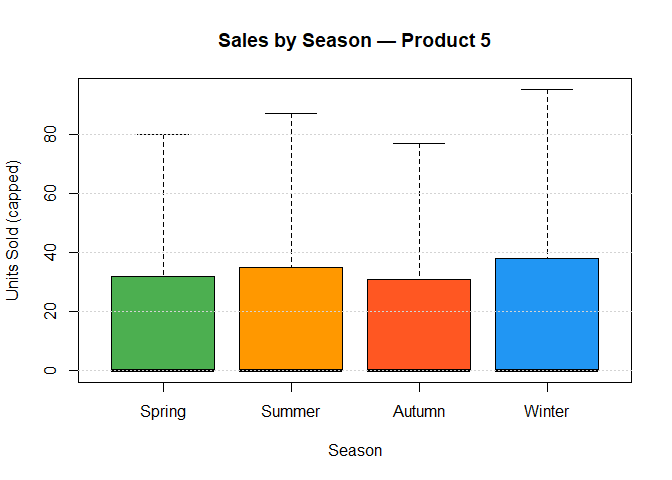 Sales by Season — Product 5
Units Sold (capped)
80
60
40
20
0
Spring Summer Autumn Winter
Season